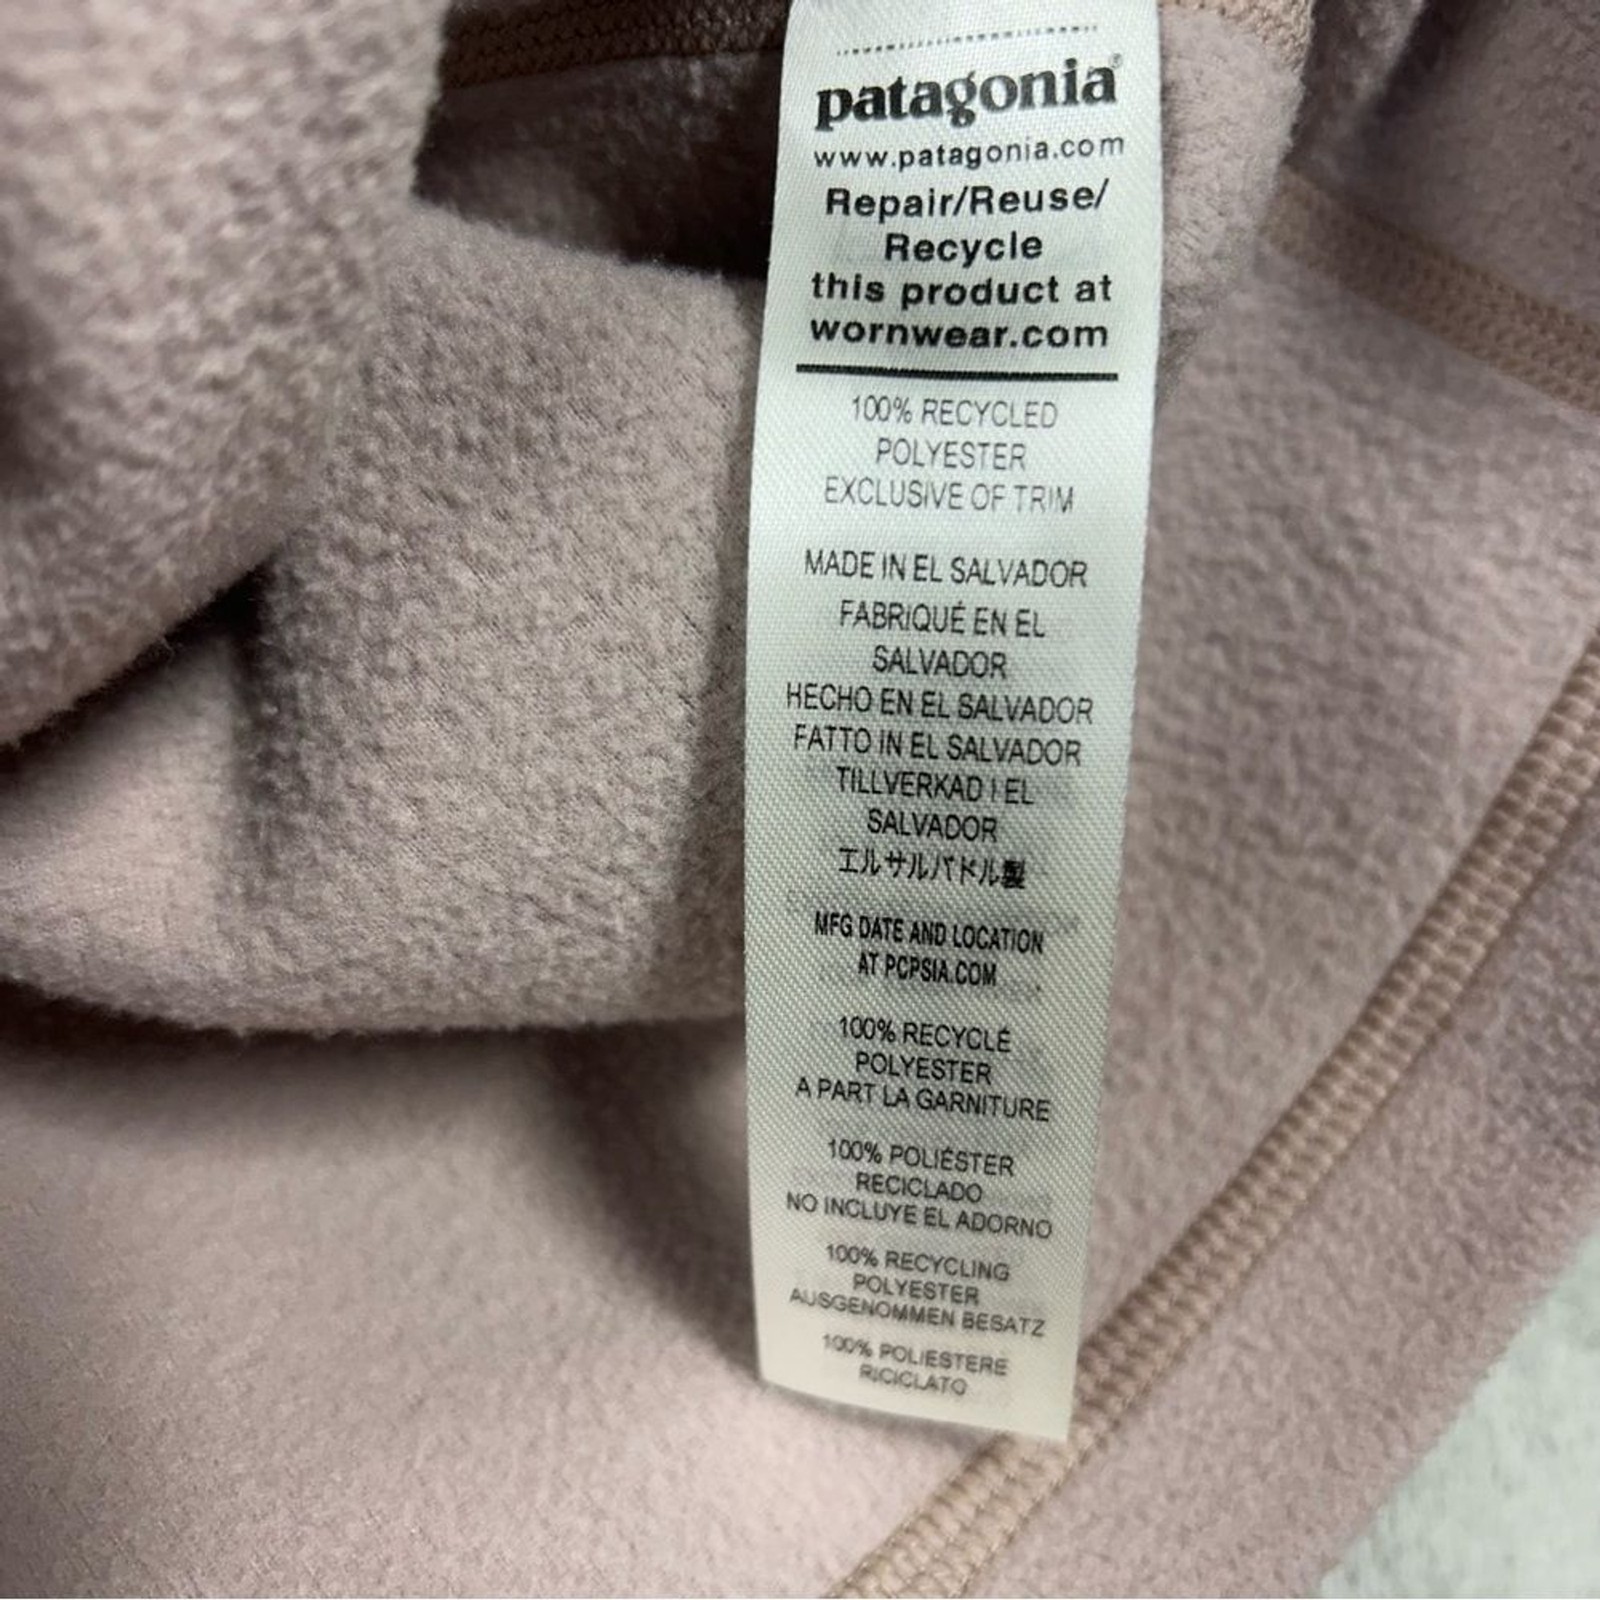 patagonia®
www.patagonia.com
Repair/Reuse/
Recycle
this product at
wornwear.com
100% RECYCLED
POLYESTER
EXCLUSIVE OF TRIM
MADE IN EL SALVADOR
FABRIQUÉ EN EL
SALVADOR
HECHO EN EL SALVADOR
FATTO IN EL SALVADOR
TILLVERKAD I EL
SALVADOR
エルサルバドル製
MFG DATE AND LOCATION
AT PCPSIA.COM
100% RECYCLÉ
POLYESTER
A PART LA GARNITURE
100% POLIÉSTER
RECICLADO
NO INCLUYE EL ADORNO
100% RECYCLING
POLYESTER
AUSGENOMMEN BESATZ
100% POLIESTERE
RICICLATO